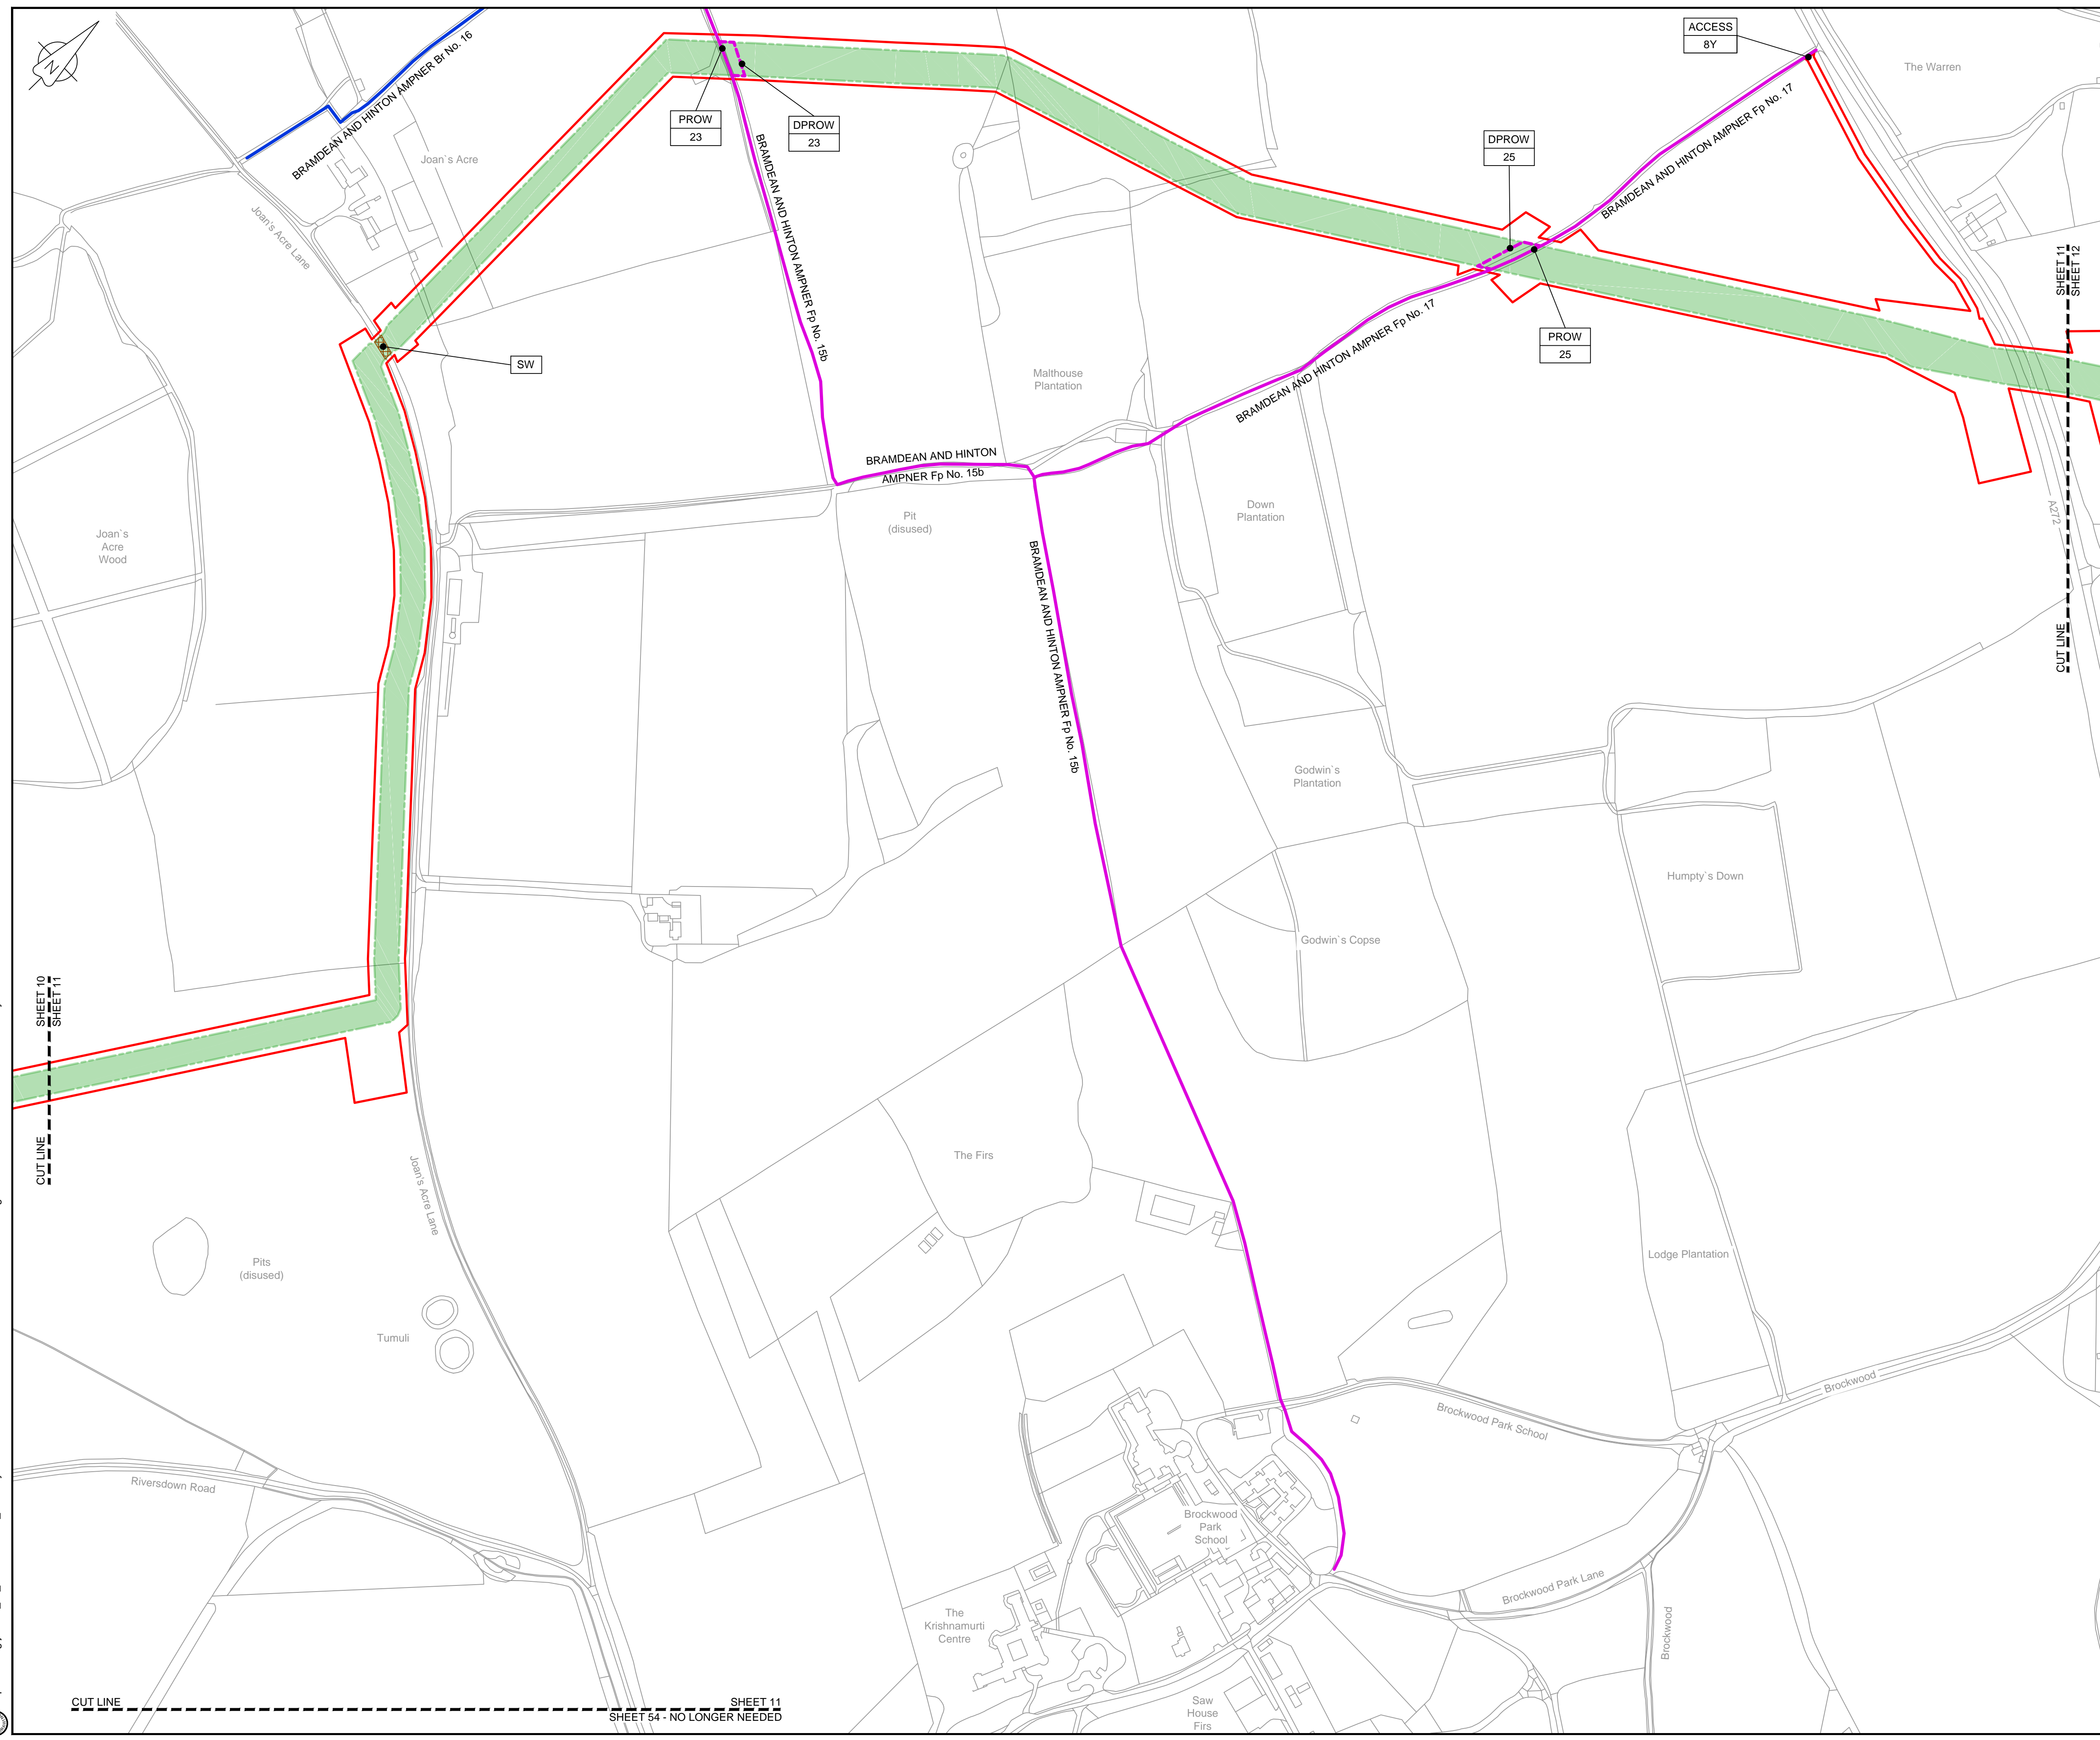 N
BRAMDEAN AND HINTON AMPNER Br No. 16
ACCESS
8Y
The Warren
PROW
23
DPROW
23
DPROW
25
PROW
25
BRAMDEAN AND HINTON AMPNER Fp No. 17
Joan`s Acre
Joan's Acre Lane
BRAMDEAN AND HINTON AMPNER Fp No. 15b
SW
Malthouse
Plantation
BRAMDEAN AND HINTON AMPNER Fp No. 17
SHEET 11
SHEET 12
CUT LINE
BRAMDEAN AND HINTON
AMPNER Fp No. 15b
Pit
(disused)
Down
Plantation
A272
Joan`s
Acre
Wood
BRAMDEAN AND HINTON AMPNER Fp No. 15b
Godwin`s
Plantation
Humpty`s Down
Godwin`s Copse
SHEET 10
SHEET 11
CUT LINE
The Firs
Joan's Acre Lane
Pits
(disused)
Tumuli
Lodge Plantation
Brockwood
Brockwood Park School
Riversdown Road
Brockwood
Park
School
Brockwood Park Lane
Brockwood
The
Krishnamurti
Centre
Saw
House
Firs
CUT LINE
SHEET 11
SHEET 54 - NO LONGER NEEDED